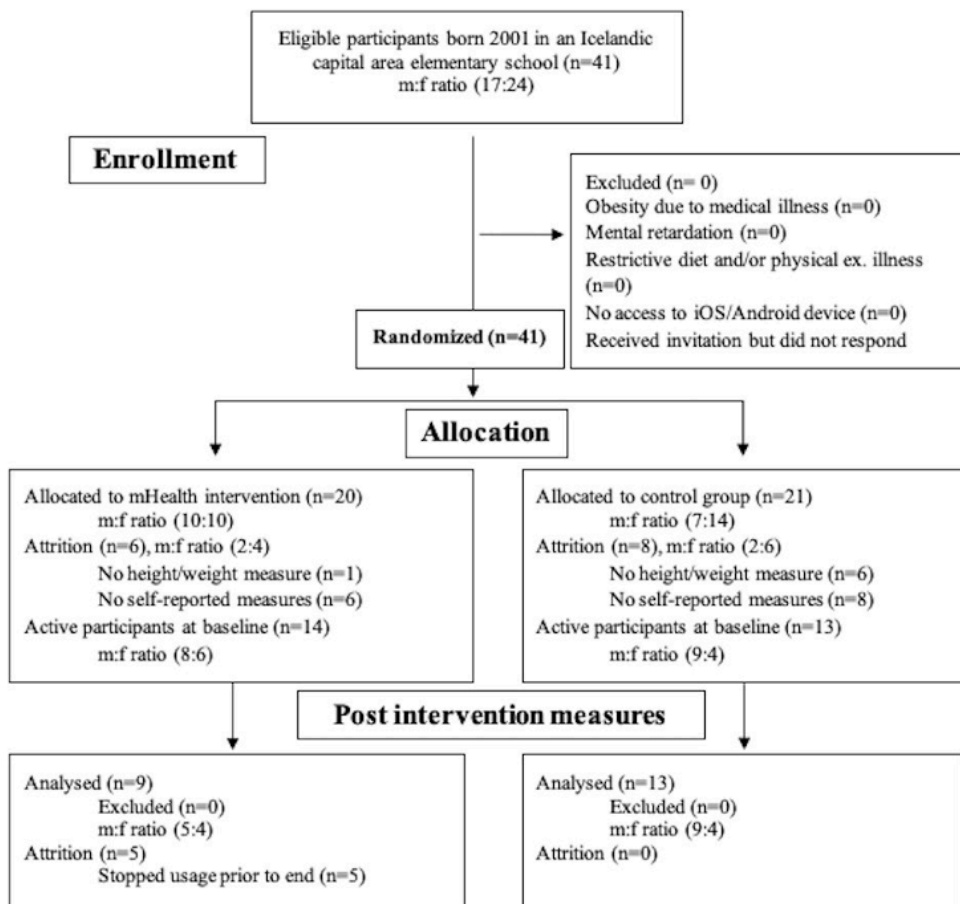 Eligible participants born 2001 in an Icelandic
capital area elementary school (n=41)
m:f ratio (17:24)
Enrollment
Excluded (n= 0)
Obesity due to medical illness (n=0)
Mental retardation (n=0)
Restrictive diet and/or physical ex. illness
(n=0)
No access to iOS/Android device (n=0)
Received invitation but did not respond
Randomized (n=41)
Allocation
Allocated to mHealth intervention (n=20)
m:f ratio (10:10)
Attrition (n=6), m:f ratio (2:4)
No height/weight measure (n=1)
No self-reported measures (n=6)
Active participants at baseline (n=14)
m:f ratio (8:6)
Allocated to control group (n=21)
m:f ratio (7:14)
Attrition (n=8), m:f ratio (2:6)
No height/weight measure (n=6)
No self-reported measures (n=8)
Active participants at baseline (n=13)
m:f ratio (9:4)
Post intervention measures
Analysed (n=9)
Excluded (n=0)
m:f ratio (5:4)
Attrition (n=5)
Stopped usage prior to end (n=5)
Analysed (n=13)
Excluded (n=0)
m:f ratio (9:4)
Attrition (n=0)